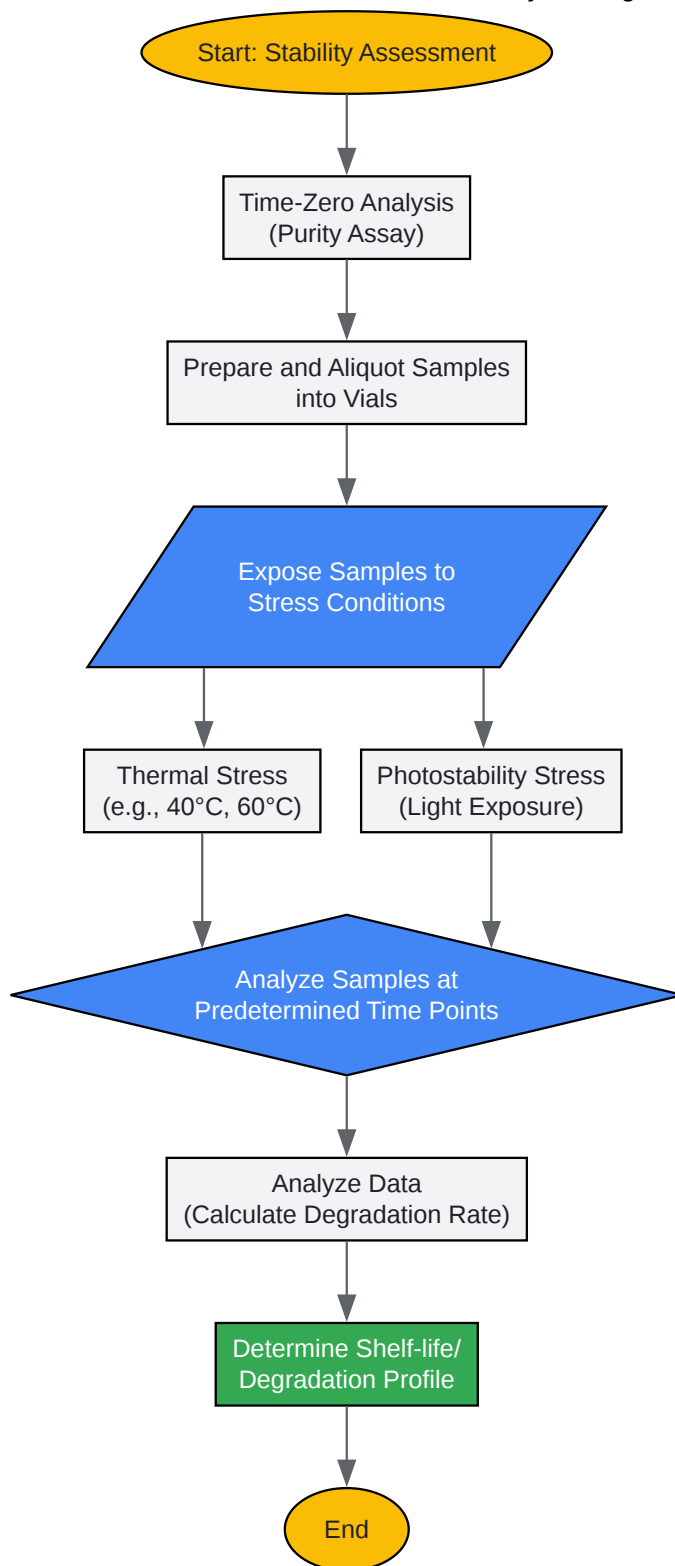 Start: Stability Assessment
Time-Zero Analysis
(Purity Assay)
Prepare and Aliquot Samples
into Vials
Expose Samples to
Stress Conditions
Thermal Stress
(e.g., 40°C, 60°C)
Photostability Stress
(Light Exposure)
Analyze Samples at
Predetermined Time Points
Analyze Data
(Calculate Degradation Rate)
Determine Shelf-life/
Degradation Profile
End